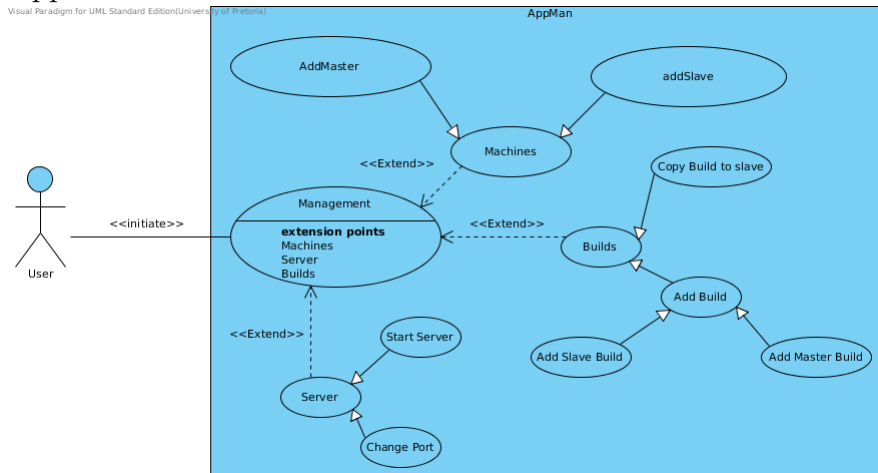 Visual Paradigm for UML Standard Edition(University of Pretoria)
AppMan
AddMaster
addSlave
Machines
<<Extend>>
Copy Build to slave
Management
extension points
Machines
Server
Builds
<<initiate>>
<<Extend>>
Builds
User
Add Build
<<Extend>>
Start Server
Add Slave Build
Add Master Build
Server
Change Port